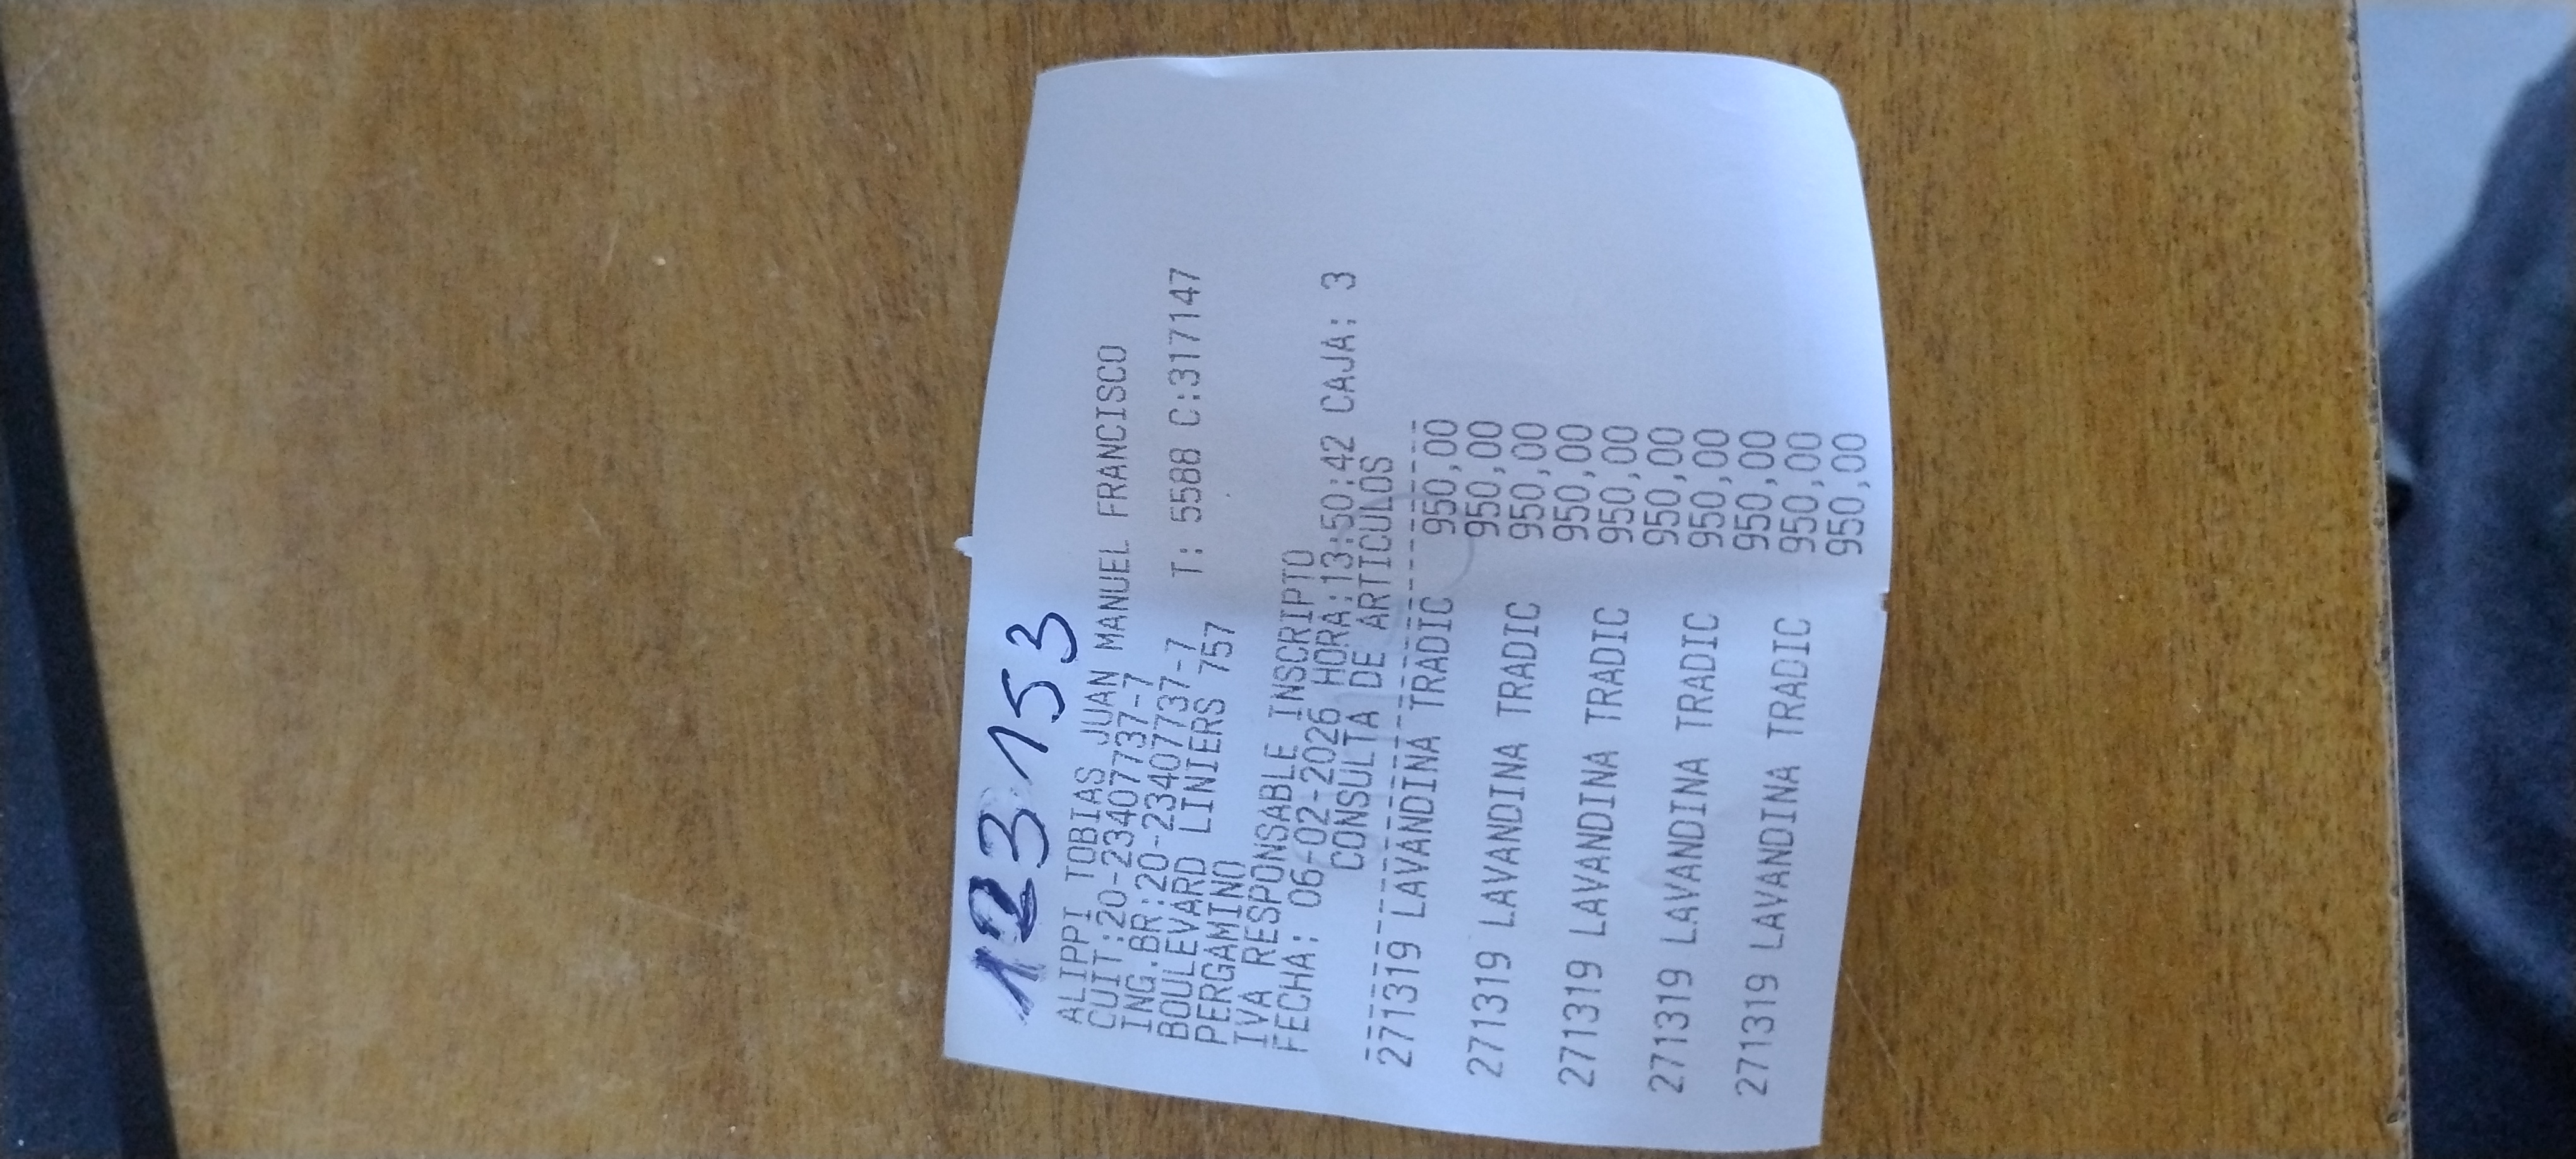 123153
ALIPPI TOBIAS JUAN MANUEL FRANCISCO
CUIT:20-23407737-7
ING.BR:20-23407737-7 T: 5588 C:317147
BOULEVARD LINIERS 757
PERGAMINO
IVA RESPONSABLE INSCRIPTO
FECHA: 06-02-2026 HORA:13:50:42 CAJA: 3
CONSULTA DE ARTICULOS
271319 LAVANDINA TRADIC 950,00
950,00
271319 LAVANDINA TRADIC 950,00
950,00
271319 LAVANDINA TRADIC 950,00
950,00
271319 LAVANDINA TRADIC 950,00
950,00
271319 LAVANDINA TRADIC 950,00
950,00